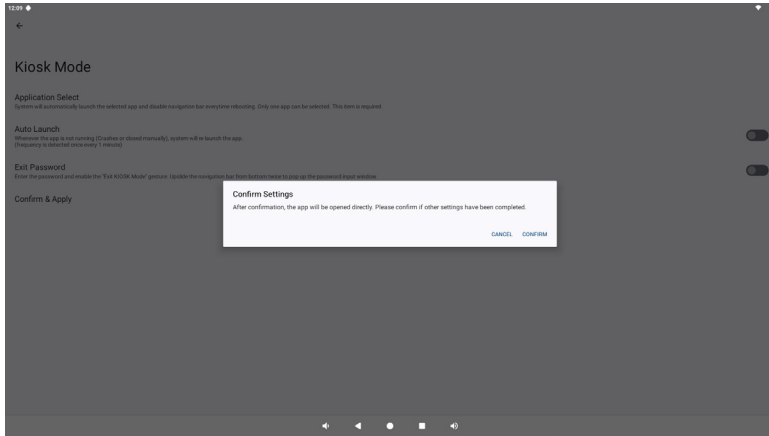 12:09
Kiosk Mode
Application Select
System will automatically launch the selected app and disable navigation bar everytime rebooting. Only one app can be selected. This item is required.
Auto Launch
Whenever the app is not running (Crashes or stoped manually), system will re-launch the app.
(frequency is detected once every 1 minute)
Exit Password
Enter the password and enable the "Exit KIOSK Mode" gesture: Upslide the navigation bar from bottom twice to pop up the password input window.
Confirm & Apply
Confirm Settings
After confirmation, the app will be opened directly. Please confirm if other settings have been completed.
CANCEL CONFIRM